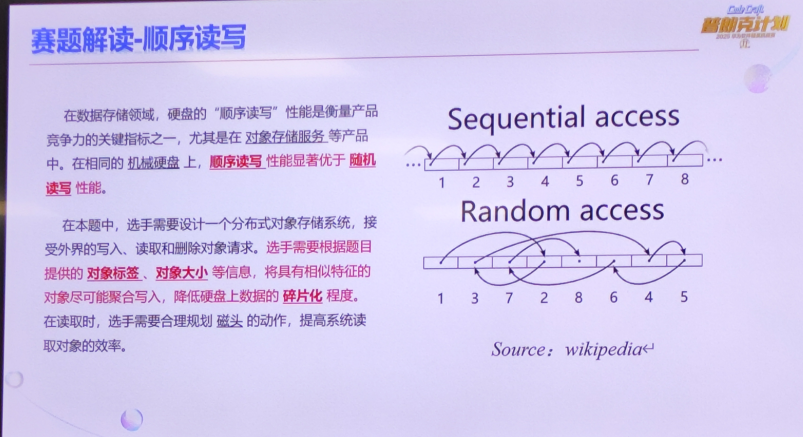 赛题解读-顺序读写
Code Craft
普朗克计划
在数据存储领域，硬盘的“顺序读写”性能是衡量产品
竞争力的关键指标之一，尤其是在 对象存储服务 等产品
中。在相同的 机械硬盘 上，顺序读写 性能显著优于 随机
读写 性能。
在本题中，选手需要设计一个分布式对象存储系统，接
受外界的写入、读取和删除对象请求。选手需要根据题目
提供的 对象标签 、对象大小 等信息，将具有相似特征的
对象尽可能聚合写入，降低硬盘上数据的 碎片化 程度。
在读取时，选手需要合理规划 磁头 的动作，提高系统读
取对象的效率。
Sequential access
... ...
1 2 3 4 5 6 7 8
Random access
1 3 7 2 8 6 4 5
Source：wikipedia↵